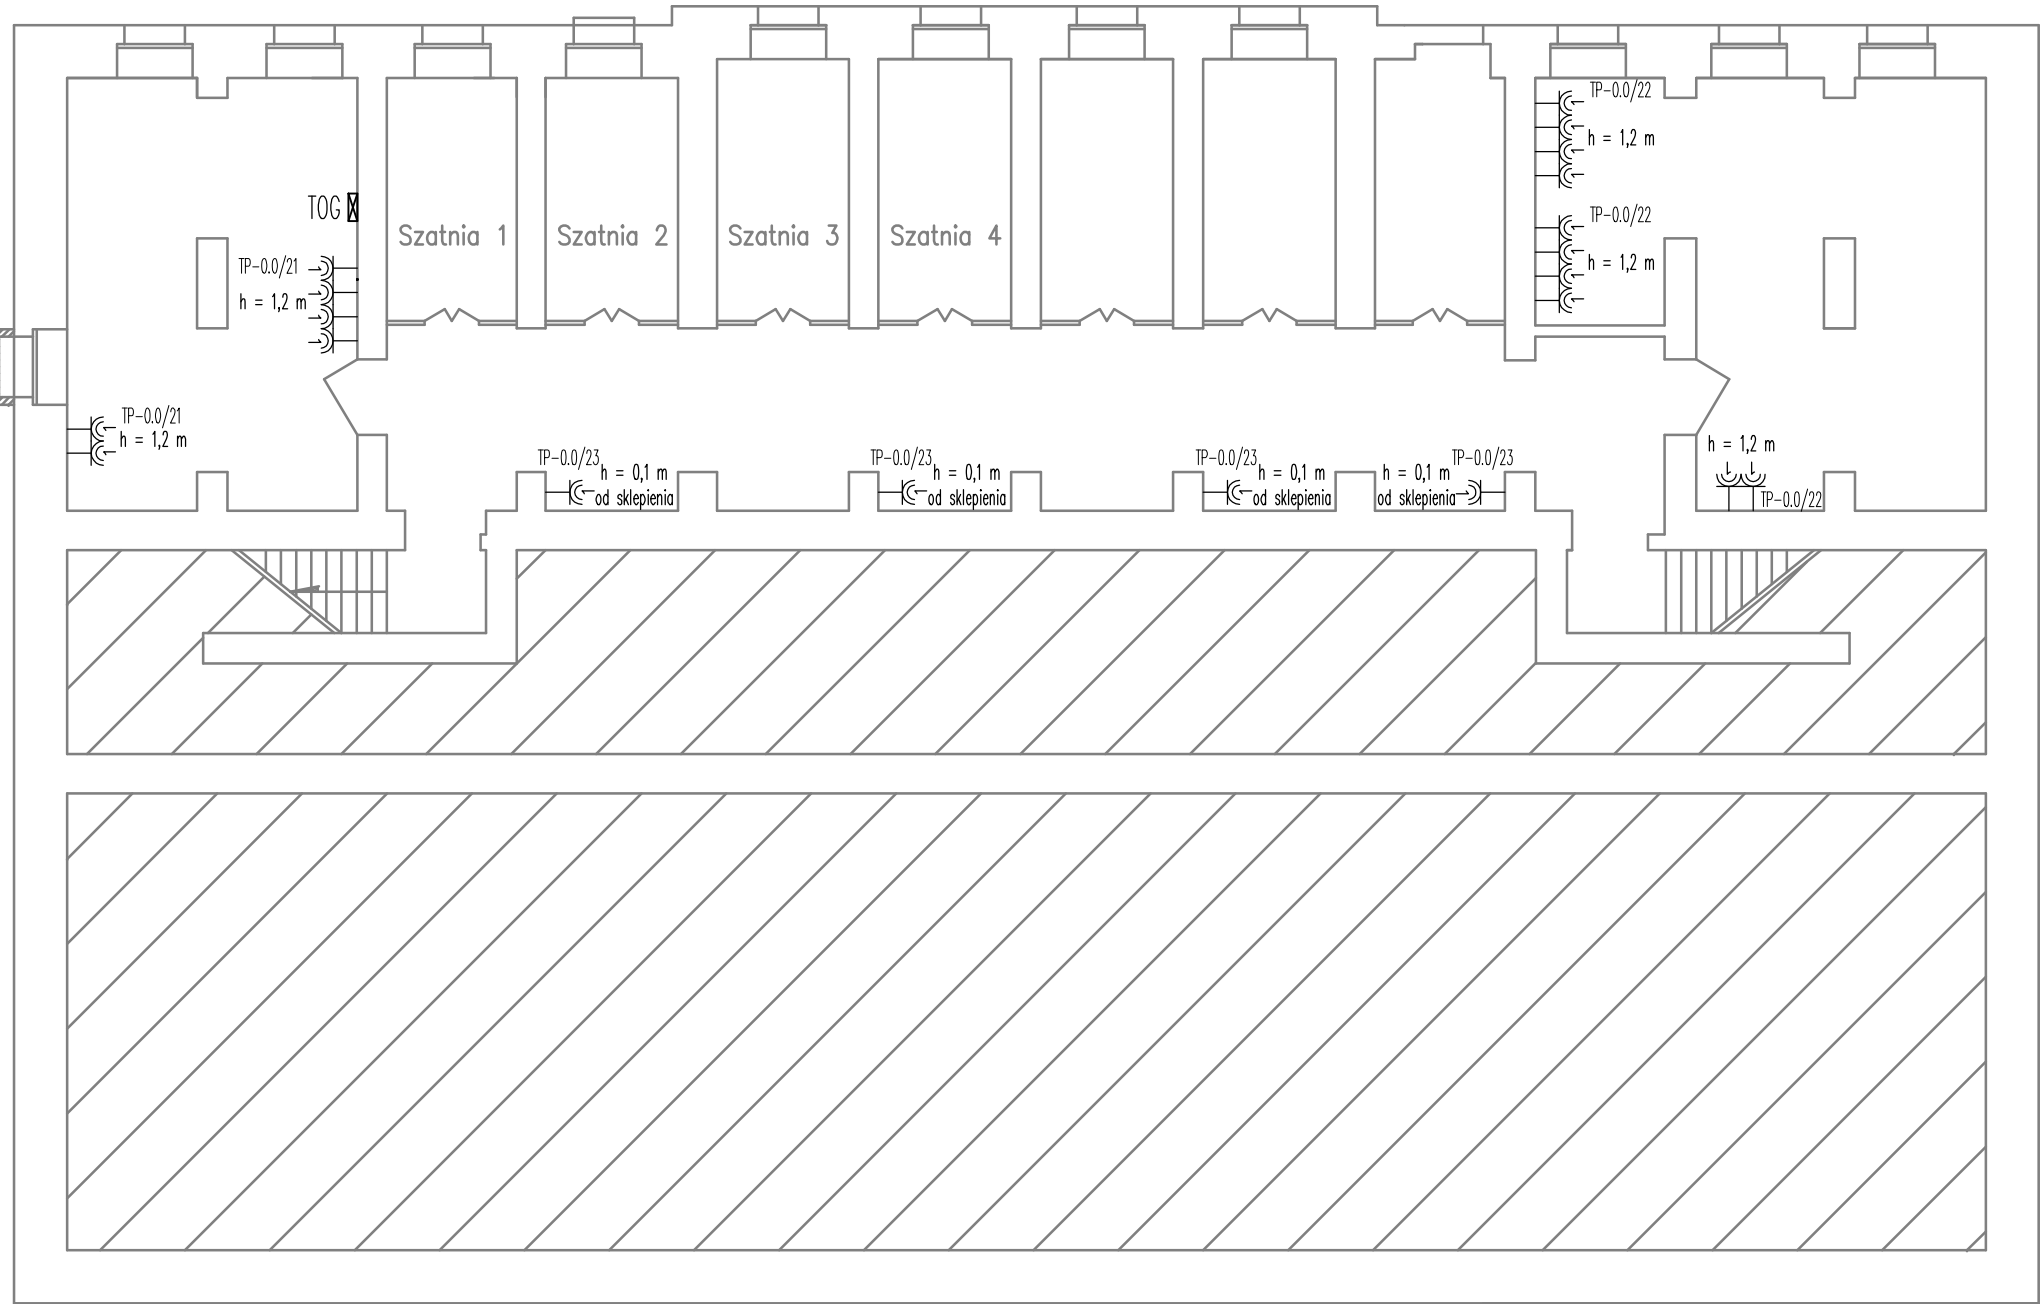 TP-0.0/22
h = 1,2 m
TOG
TP-0.0/22
Szatnia 1
Szatnia 2
Szatnia 3
Szatnia 4
TP-0.0/21
h = 1,2 m
h = 1,2 m
TP-0.0/21
h = 1,2 m
TP-0.0/23
h = 0,1 m
od sklepienia
TP-0.0/23
h = 0,1 m
od sklepienia
TP-0.0/23
h = 0,1 m
od sklepienia
h = 0,1 m
od sklepienia
TP-0.0/23
h = 1,2 m
TP-0.0/22